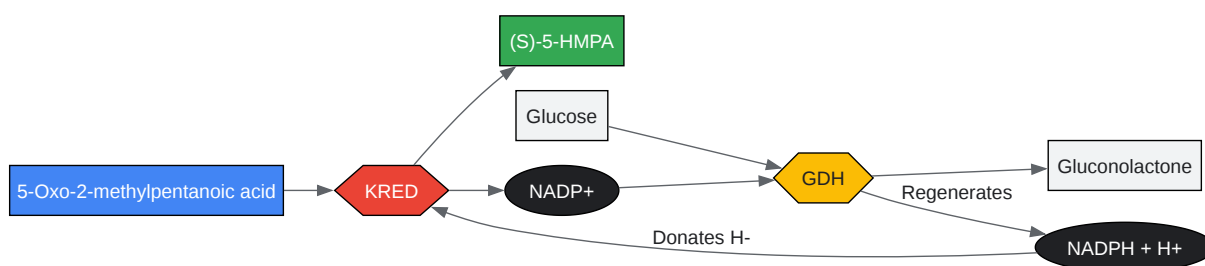 (S)-5-HMPA
Glucose
5-Oxo-2-methylpentanoic acid
KRED
NADP+
GDH
Gluconolactone
Regenerates
Donates H-
NADPH + H+